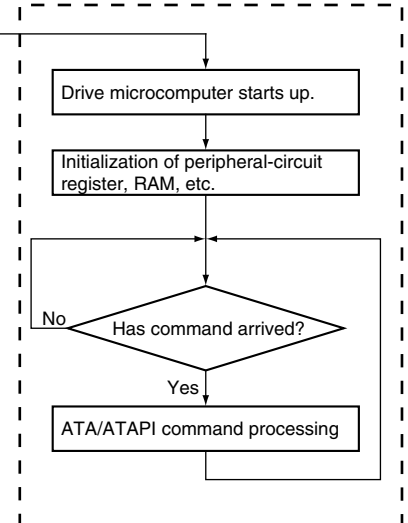 Drive microcomputer starts up.
Initialization of peripheral-circuit
register, RAM, etc.
Has command arrived?
No
Yes
ATA/ATAPI command processing